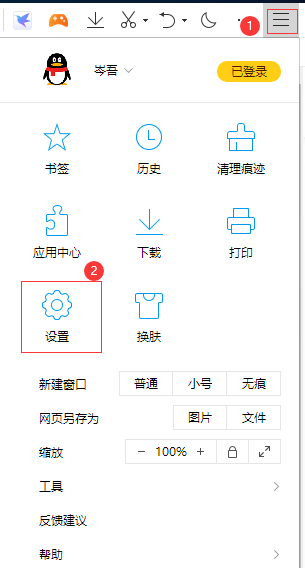 1
岑吾 已登录
书签 历史 清理痕迹
应用中心 下载 打印
2
设置 换肤
新建窗口 普通 小号 无痕
网页另存为 图片 文件
缩放 − 100% +
工具
反馈建议
帮助